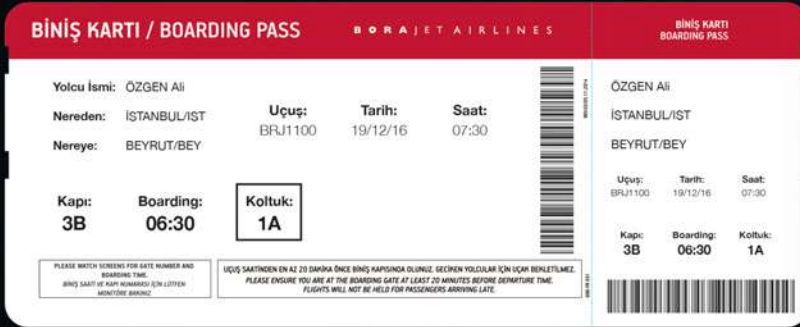 BİNİŞ KARTI / BOARDING PASS
BORAJET AIRLINES
Yolcu İsmi: ÖZGEN Ali
Nereden: İSTANBUL/IST
Nereye: BEYRUT/BEY
Uçuş: Tarih: Saat:
BRJ1100 19/12/16 07:30
Kapı: Boarding: Koltuk:
3B 06:30 1A
PLEASE WATCH SCREENS FOR GATE NUMBER AND
BOARDING TIME.
BİNİŞ SAATİ VE KAPI NUMARASI İÇİN LÜTFEN
MONİTÖRE BAKINIZ
UÇUŞ SAATİNDEN EN AZ 20 DAKİKA ÖNCE BİNİŞ KAPISINDA OLUNUZ. GECİKEN YOLCULAR İÇİN UÇAK BEKLETİLMEZ.
PLEASE ENSURE YOU ARE AT THE BOARDING GATE AT LEAST 20 MINUTES BEFORE DEPARTURE TIME.
FLIGHTS WILL NOT BE HELD FOR PASSENGERS ARRIVING LATE.
BİNİŞ KARTI
BOARDING PASS
ÖZGEN Ali
İSTANBUL/IST
BEYRUT/BEY
Uçuş: Tarih: Saat:
BRJ1100 19/12/16 07:30
Kapı: Boarding: Koltuk:
3B 06:30 1A